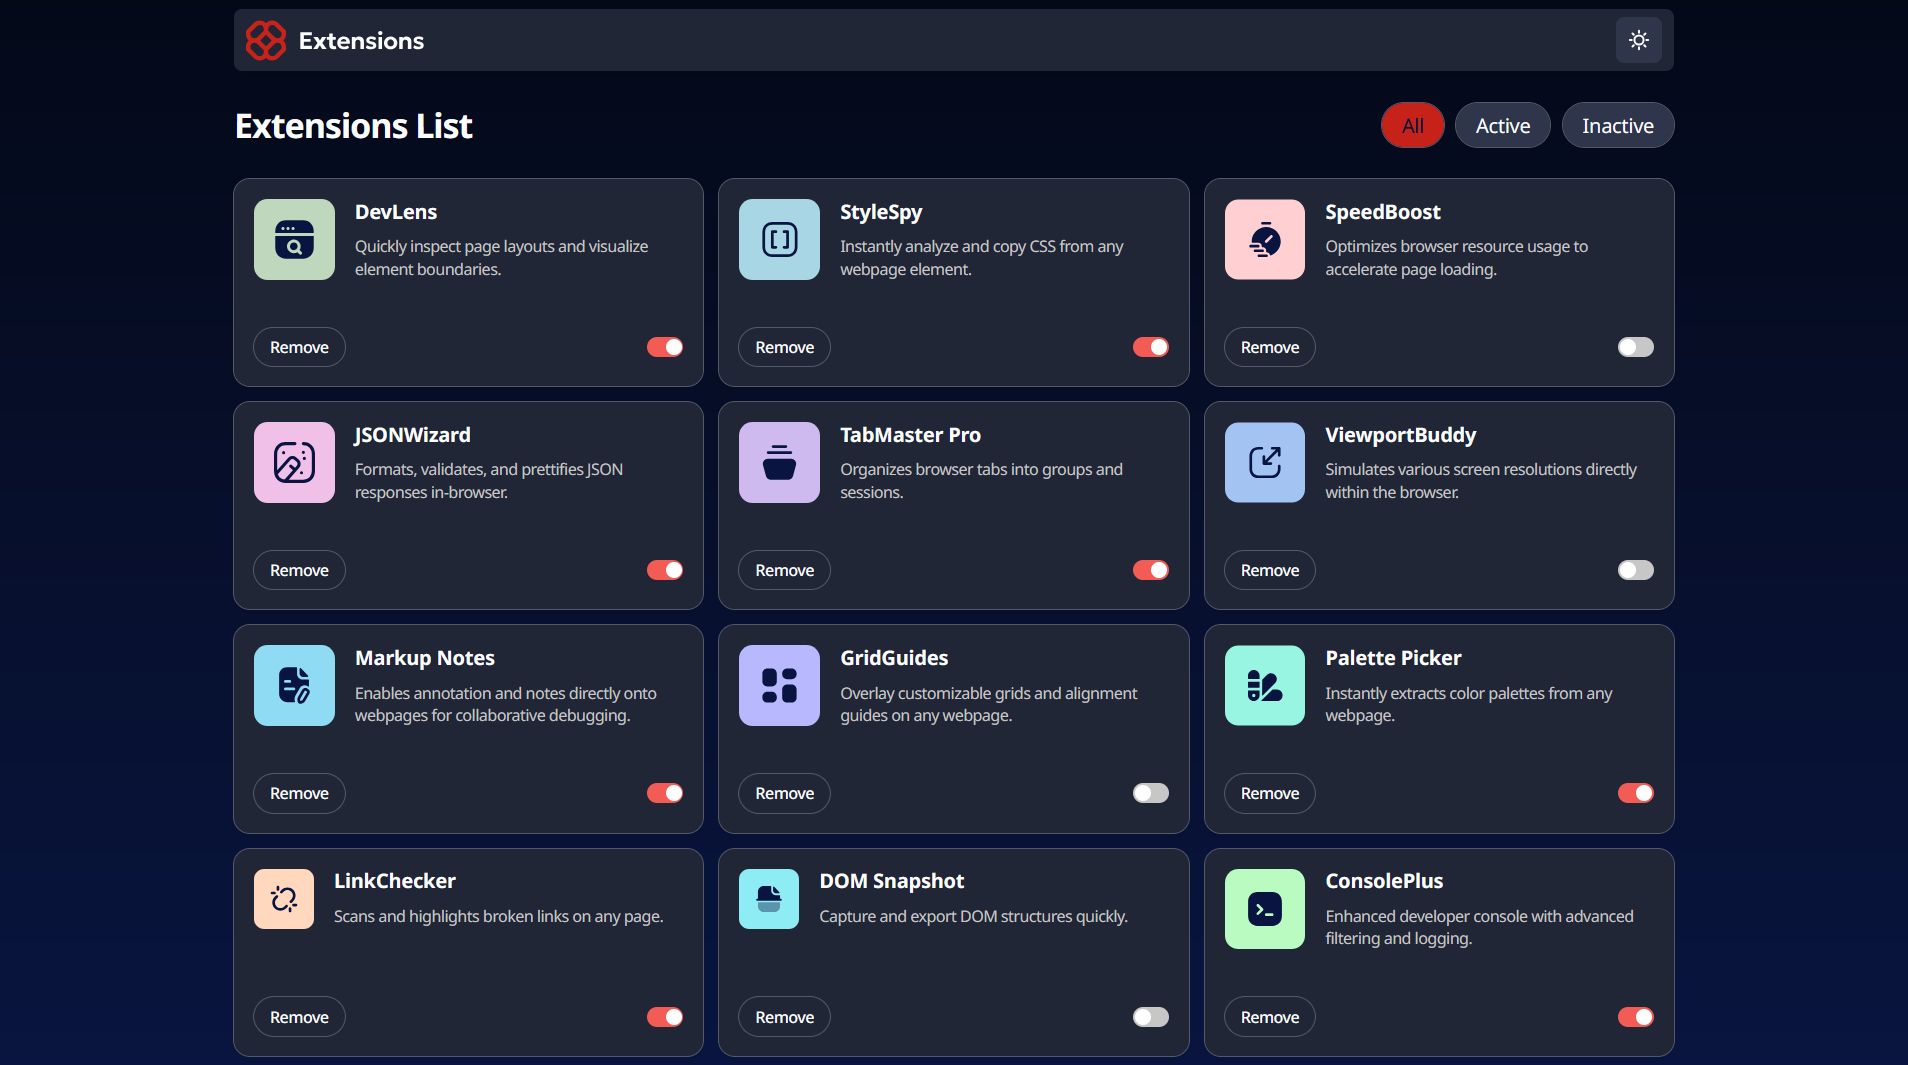 Extensions
Extensions List
All
Active
Inactive
DevLens
Quickly inspect page layouts and visualize
element boundaries.
Remove
StyleSpy
Instantly analyze and copy CSS from any
webpage element.
Remove
SpeedBoost
Optimizes browser resource usage to
accelerate page loading.
Remove
JSONWizard
Formats, validates, and prettifies JSON
responses in-browser.
Remove
TabMaster Pro
Organizes browser tabs into groups and
sessions.
Remove
ViewportBuddy
Simulates various screen resolutions directly
within the browser.
Remove
Markup Notes
Enables annotation and notes directly onto
webpages for collaborative debugging.
Remove
GridGuides
Overlay customizable grids and alignment
guides on any webpage.
Remove
Palette Picker
Instantly extracts color palettes from any
webpage.
Remove
LinkChecker
Scans and highlights broken links on any page.
Remove
DOM Snapshot
Capture and export DOM structures quickly.
Remove
ConsolePlus
Enhanced developer console with advanced
filtering and logging.
Remove